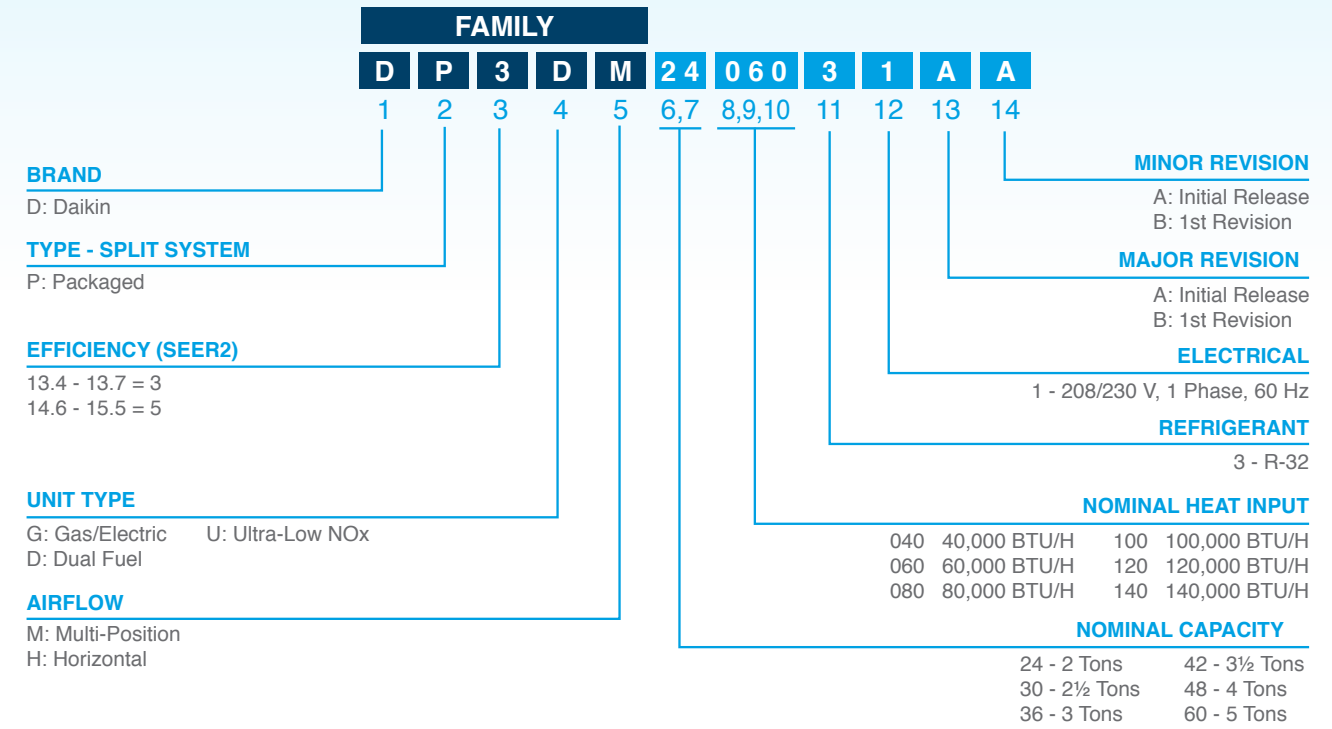 FAMILY
D P 3 D M 24 060 3 1 A A
1 2 3 4 5 6,7 8,9,10 11 12 13 14
BRAND
D: Daikin
TYPE - SPLIT SYSTEM
P: Packaged
EFFICIENCY (SEER2)
13.4 - 13.7 = 3
14.6 - 15.5 = 5
UNIT TYPE
G: Gas/Electric U: Ultra-Low NOx
D: Dual Fuel
AIRFLOW
M: Multi-Position
H: Horizontal
MINOR REVISION
A: Initial Release
B: 1st Revision
MAJOR REVISION
A: Initial Release
B: 1st Revision
ELECTRICAL
1 - 208/230 V, 1 Phase, 60 Hz
REFRIGERANT
3 - R-32
NOMINAL HEAT INPUT
040 40,000 BTU/H 100 100,000 BTU/H
060 60,000 BTU/H 120 120,000 BTU/H
080 80,000 BTU/H 140 140,000 BTU/H
NOMINAL CAPACITY
24 - 2 Tons 42 - 3½ Tons
30 - 2½ Tons 48 - 4 Tons
36 - 3 Tons 60 - 5 Tons